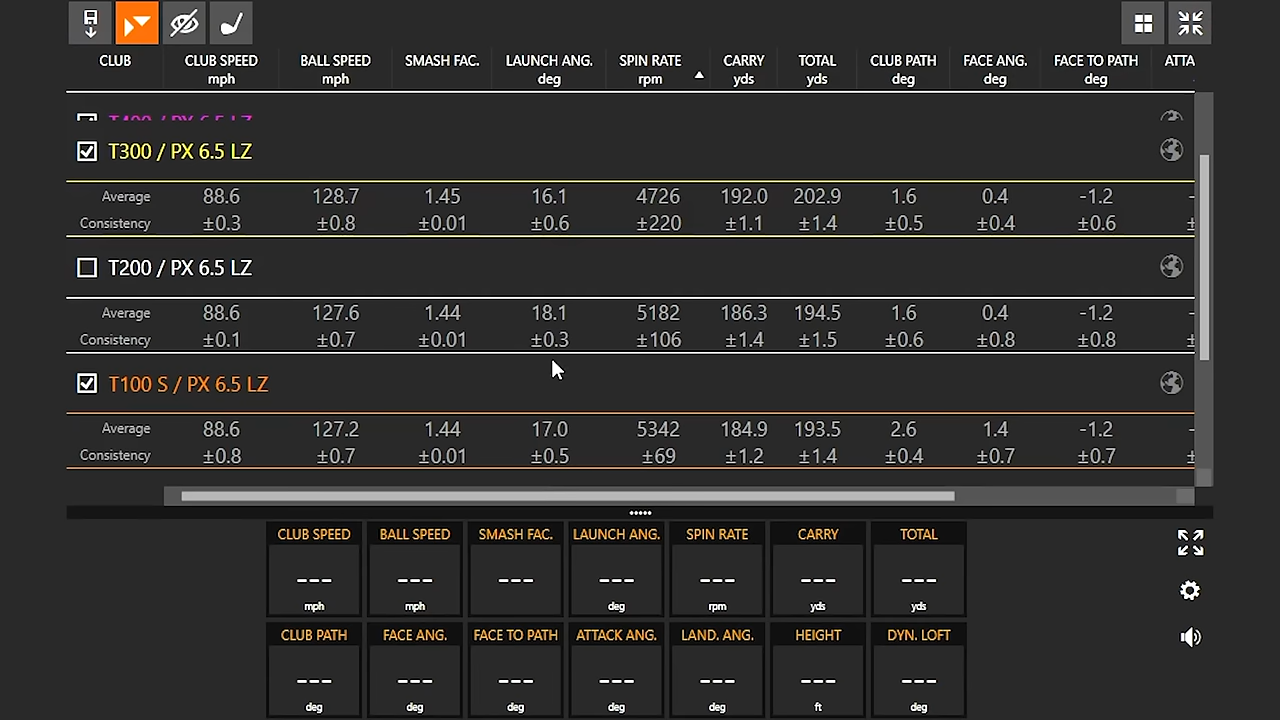 CLUB CLUB SPEED mph BALL SPEED mph SMASH FAC. LAUNCH ANG. deg SPIN RATE rpm CARRY yds TOTAL yds CLUB PATH deg FACE ANG. deg FACE TO PATH deg ATTA
T400 / PX 6.5 LZ
T300 / PX 6.5 LZ
Average 88.6 128.7 1.45 16.1 4726 192.0 202.9 1.6 0.4 -1.2 -
Consistency ±0.3 ±0.8 ±0.01 ±0.6 ±220 ±1.1 ±1.4 ±0.5 ±0.4 ±0.6 ±
T200 / PX 6.5 LZ
Average 88.6 127.6 1.44 18.1 5182 186.3 194.5 1.6 0.4 -1.2 -
Consistency ±0.1 ±0.7 ±0.01 ±0.3 ±106 ±1.4 ±1.5 ±0.6 ±0.8 ±0.8 ±
T100 S / PX 6.5 LZ
Average 88.6 127.2 1.44 17.0 5342 184.9 193.5 2.6 1.4 -1.2 -
Consistency ±0.8 ±0.7 ±0.01 ±0.5 ±69 ±1.2 ±1.4 ±0.4 ±0.7 ±0.7 ±
CLUB SPEED BALL SPEED SMASH FAC. LAUNCH ANG. SPIN RATE CARRY TOTAL
--- --- --- --- --- --- ---
mph mph deg rpm yds yds
CLUB PATH FACE ANG. FACE TO PATH ATTACK ANG. LAND. ANG. HEIGHT DYN. LOFT
--- --- --- --- --- --- ---
deg deg deg deg deg ft deg